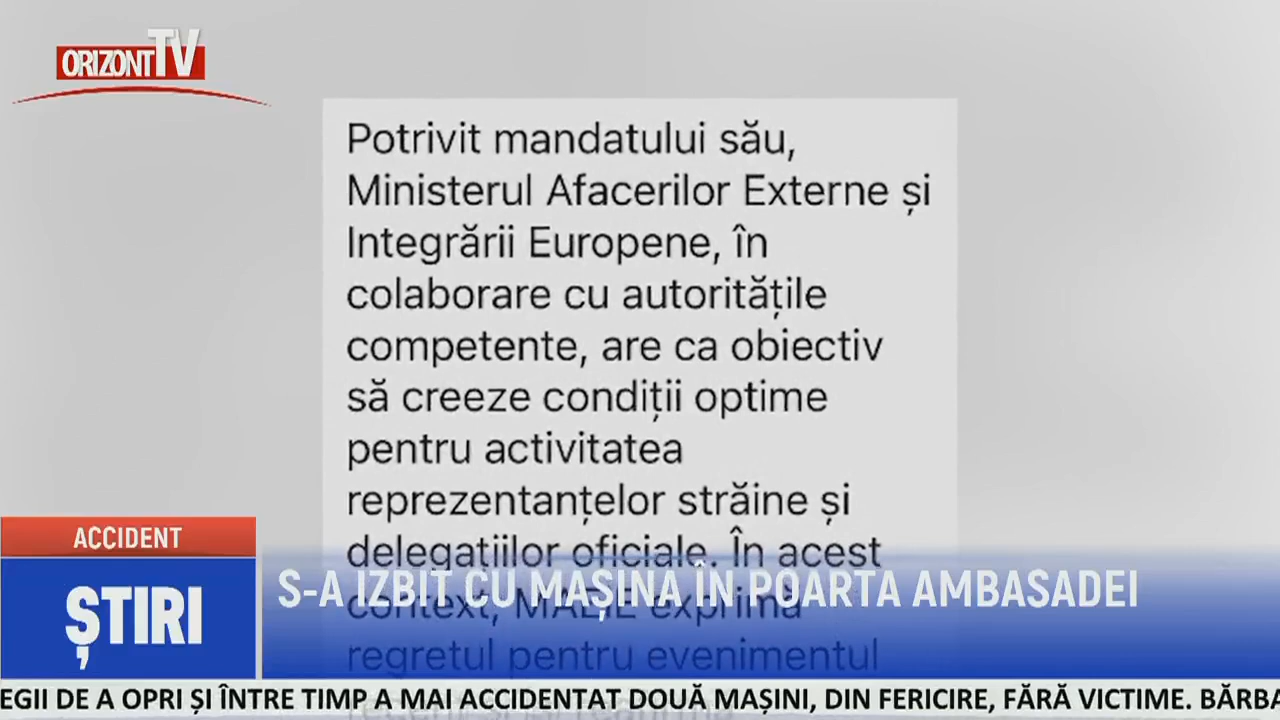 ORIZONT TV
Potrivit mandatului său,
Ministerul Afacerilor Externe și
Integrării Europene, în
colaborare cu autoritățile
competente, are ca obiectiv
să creeze condiții optime
pentru activitatea
reprezentanțelor străine și
delegațiilor oficiale. În acest
context, MAEIE exprimă
regretul pentru evenimentul
ACCIDENT
ȘTIRI
S-A IZBIT CU MAȘINA ÎN POARTA AMBASADEI
EGII DE A OPRI ȘI ÎNTRE TIMP A MAI ACCIDENTAT DOUĂ MAȘINI, DIN FERICIRE, FĂRĂ VICTIME. BĂRBA